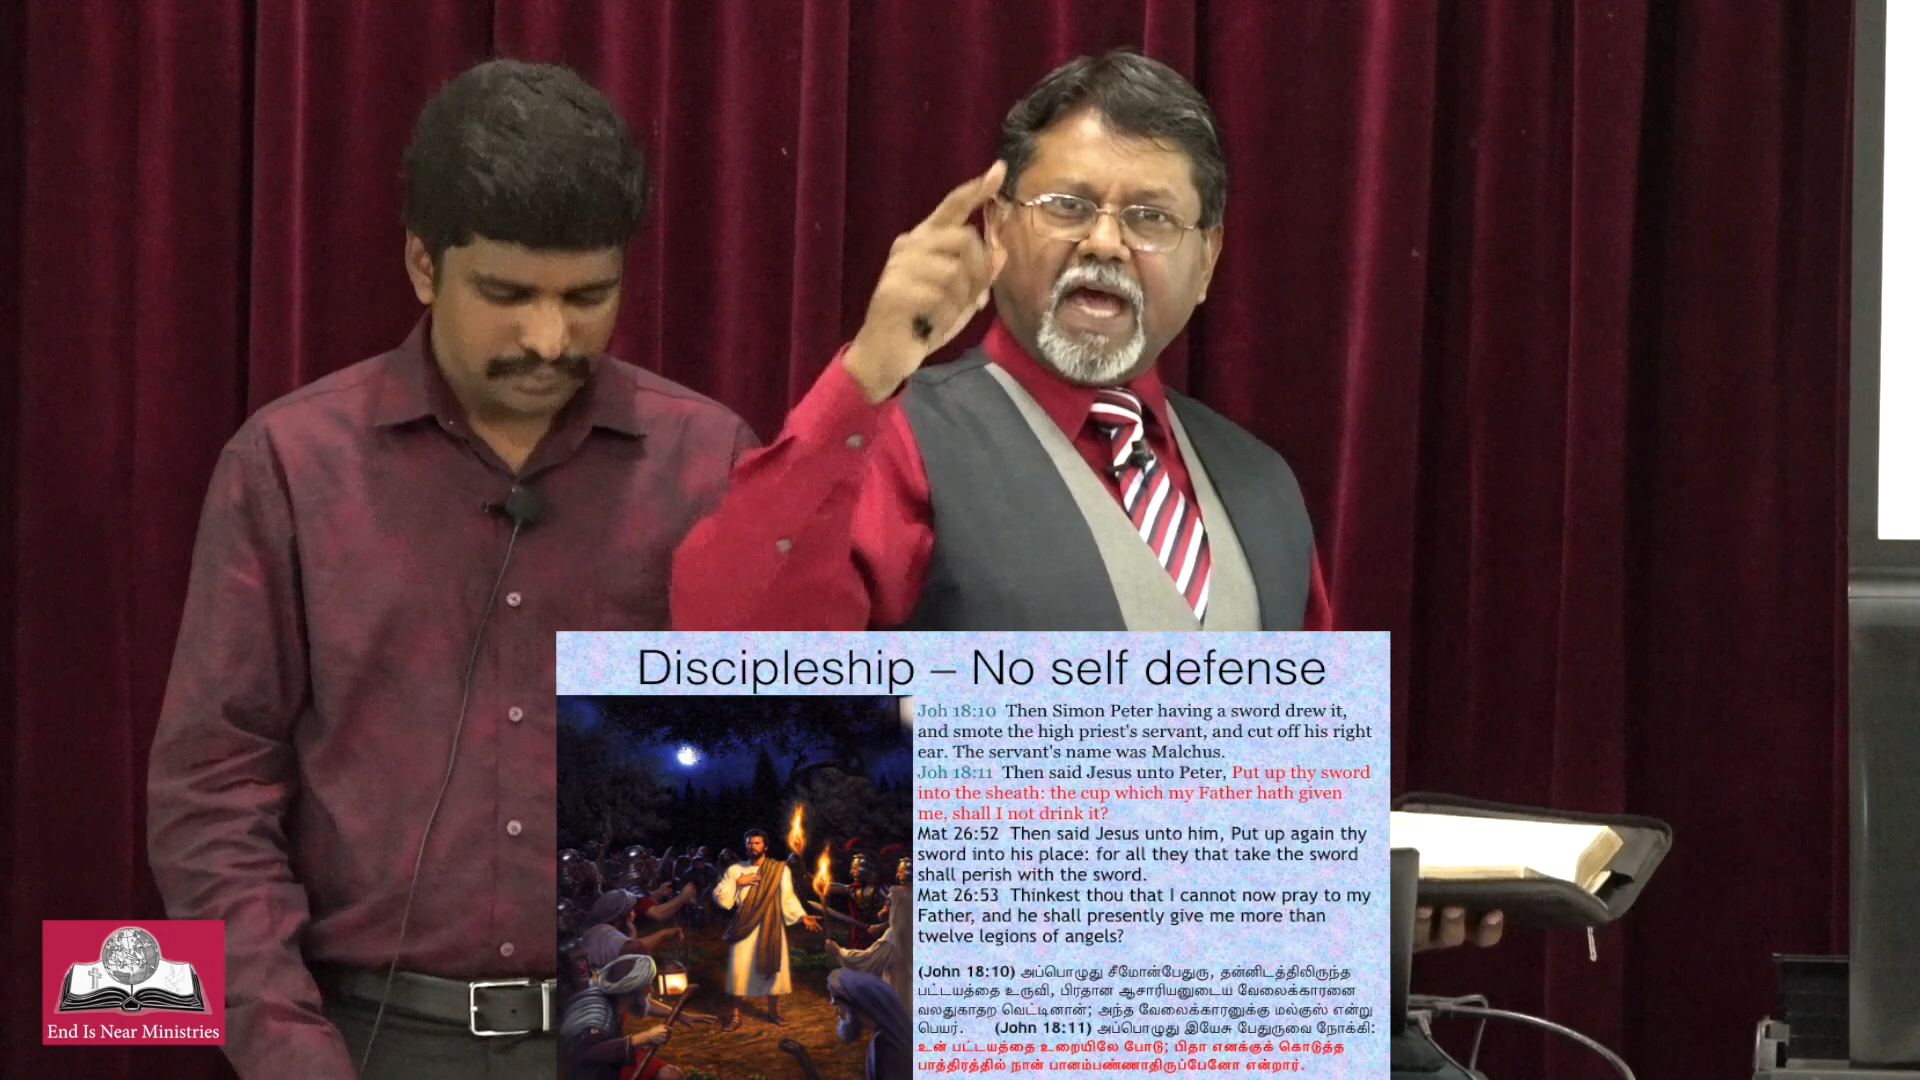 Discipleship – No self defense
Joh 18:10 Then Simon Peter having a sword drew it,
and smote the high priest's servant, and cut off his right
ear. The servant's name was Malchus.
Joh 18:11 Then said Jesus unto Peter, Put up thy sword
into the sheath: the cup which my Father hath given
me, shall I not drink it?
Mat 26:52 Then said Jesus unto him, Put up again thy
sword into his place: for all they that take the sword
shall perish with the sword.
Mat 26:53 Thinkest thou that I cannot now pray to my
Father, and he shall presently give me more than
twelve legions of angels?
(John 18:10) அப்பொழுது சீமோன்பேதுரு, தன்னிடத்திலிருந்த
பட்டயத்தை உருவி, பிரதான ஆசாரியனுடைய வேலைக்காரனை
வலதுகாதற வெட்டினான்; அந்த வேலைக்காரனுக்கு மல்குஸ் என்று
பெயர். (John 18:11) அப்பொழுது இயேசு பேதுருவை நோக்கி:
உன் பட்டயத்தை உறையிலே போடு; பிதா எனக்குக் கொடுத்த
பாத்திரத்தில் நான் பானம்பண்ணாதிருப்பேனோ என்றார்.
End Is Near Ministries